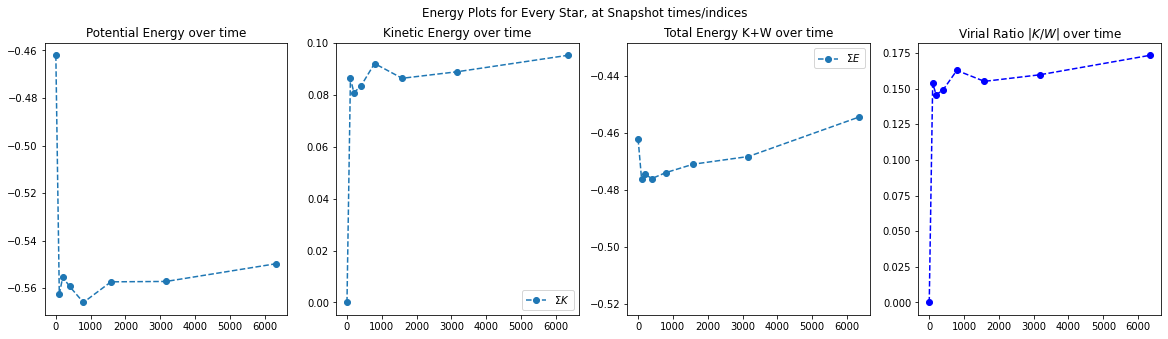 Energy Plots for Every Star, at Snapshot times/indices
Potential Energy over time
−0.46
−0.48
−0.50
−0.52
−0.54
−0.56
0 1000 2000 3000 4000 5000 6000
Kinetic Energy over time
0.10
0.08
0.06
0.04
0.02
0.00
ΣK
0 1000 2000 3000 4000 5000 6000
Total Energy K+W over time
ΣE
−0.44
−0.46
−0.48
−0.50
−0.52
0 1000 2000 3000 4000 5000 6000
Virial Ratio |K/W| over time
0.175
0.150
0.125
0.100
0.075
0.050
0.025
0.000
0 1000 2000 3000 4000 5000 6000